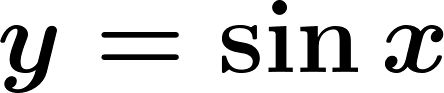 y = sin x